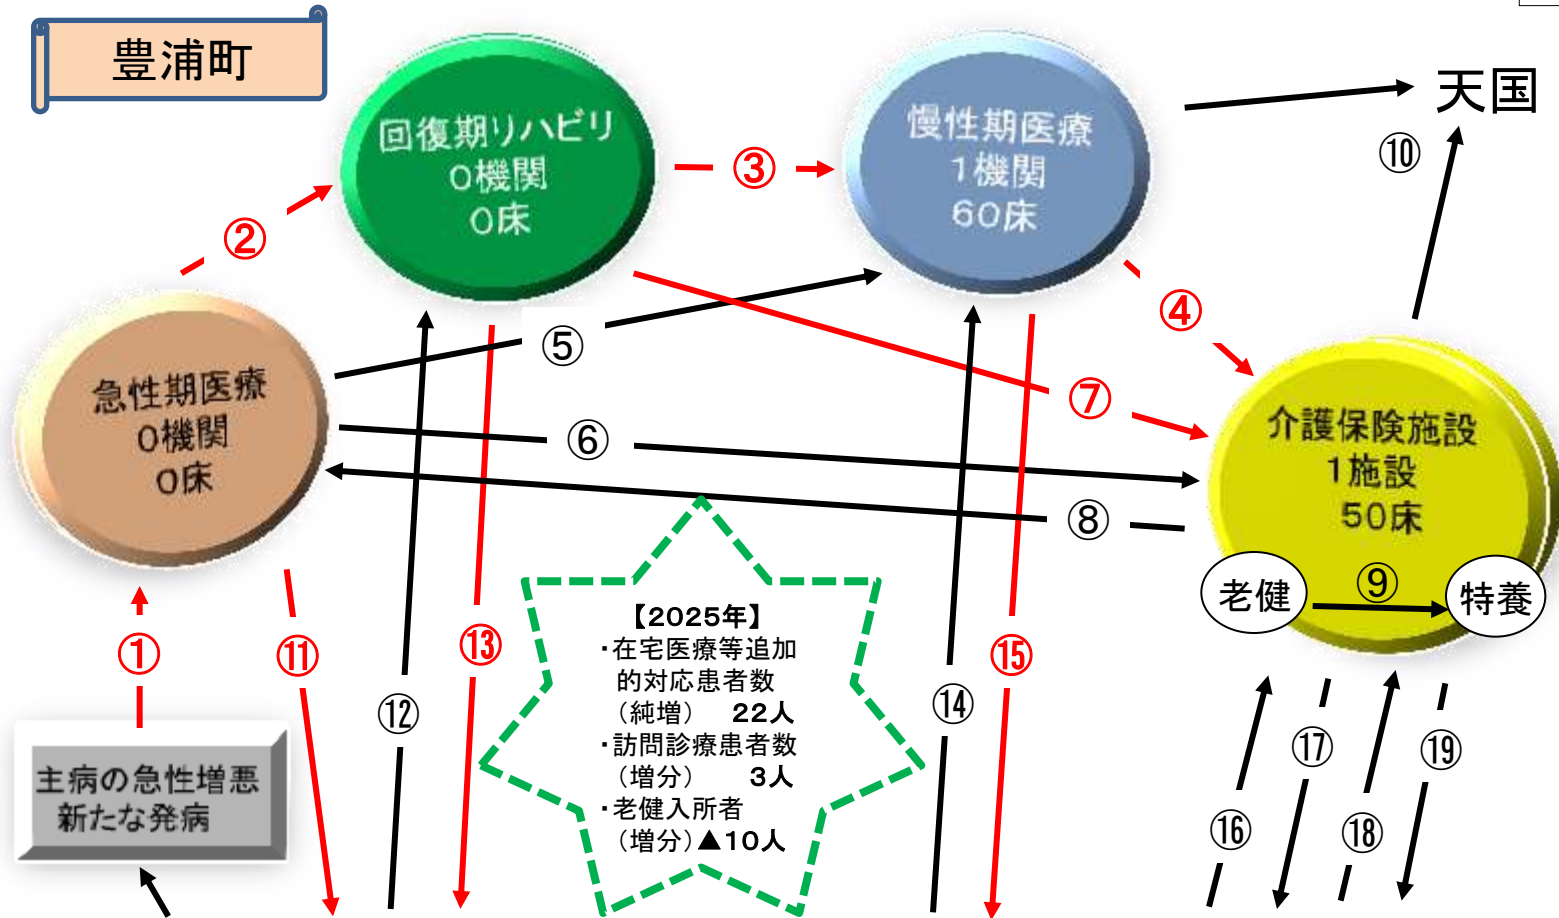 豊浦町
回復期リハビリ
0機関
0床
慢性期医療
1機関
60床
天国
⑩
③
②
④
⑤
⑦
急性期医療
0機関
0床
⑥
介護保険施設
1施設
50床
⑧
老健
⑨
特養
①
⑪
⑬
⑮
⑫
⑭
【2025年】
・在宅医療等追加
的対応患者数
(純増) 22人
・訪問診療患者数
(増分) 3人
・老健入所者
(増分)▲10人
主病の急性増悪
新たな発病
⑰
⑲
⑯
⑱